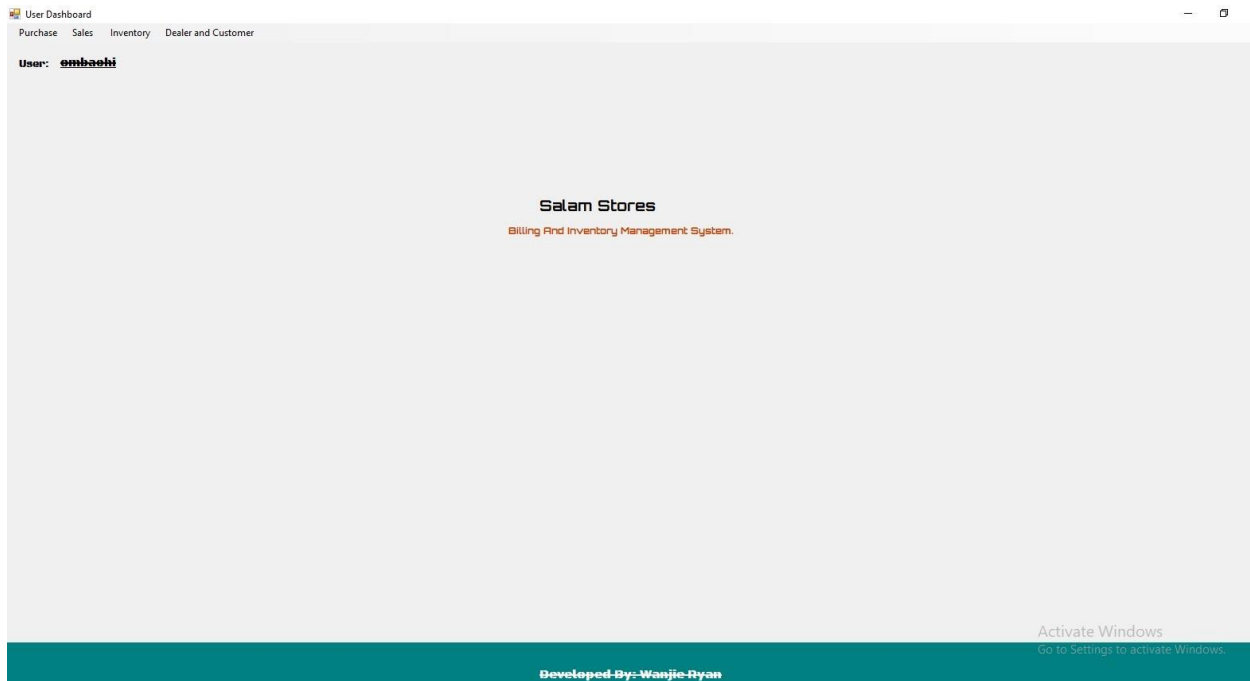 User Dashboard
Purchase Sales Inventory Dealer and Customer
User: ombachi
Salam Stores
Billing And Inventory Management System.
Activate Windows
Go to Settings to activate Windows.
Developed By: Wanjie Ryan